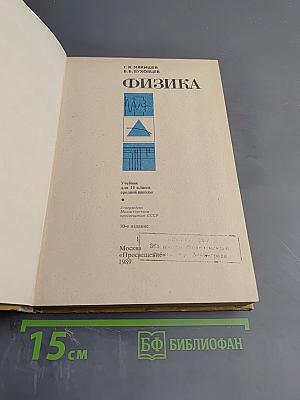 Г. Я. МЯКИШЕВ
Б. Б. БУХОВЦЕВ
ФИЗИКА
Учебник
для 11 класса
средней школы
Утверждено
Министерством
просвещения СССР
10-е издание
Москва
«Просвещение»
1989
15 см
БФ БИБЛИОФАН